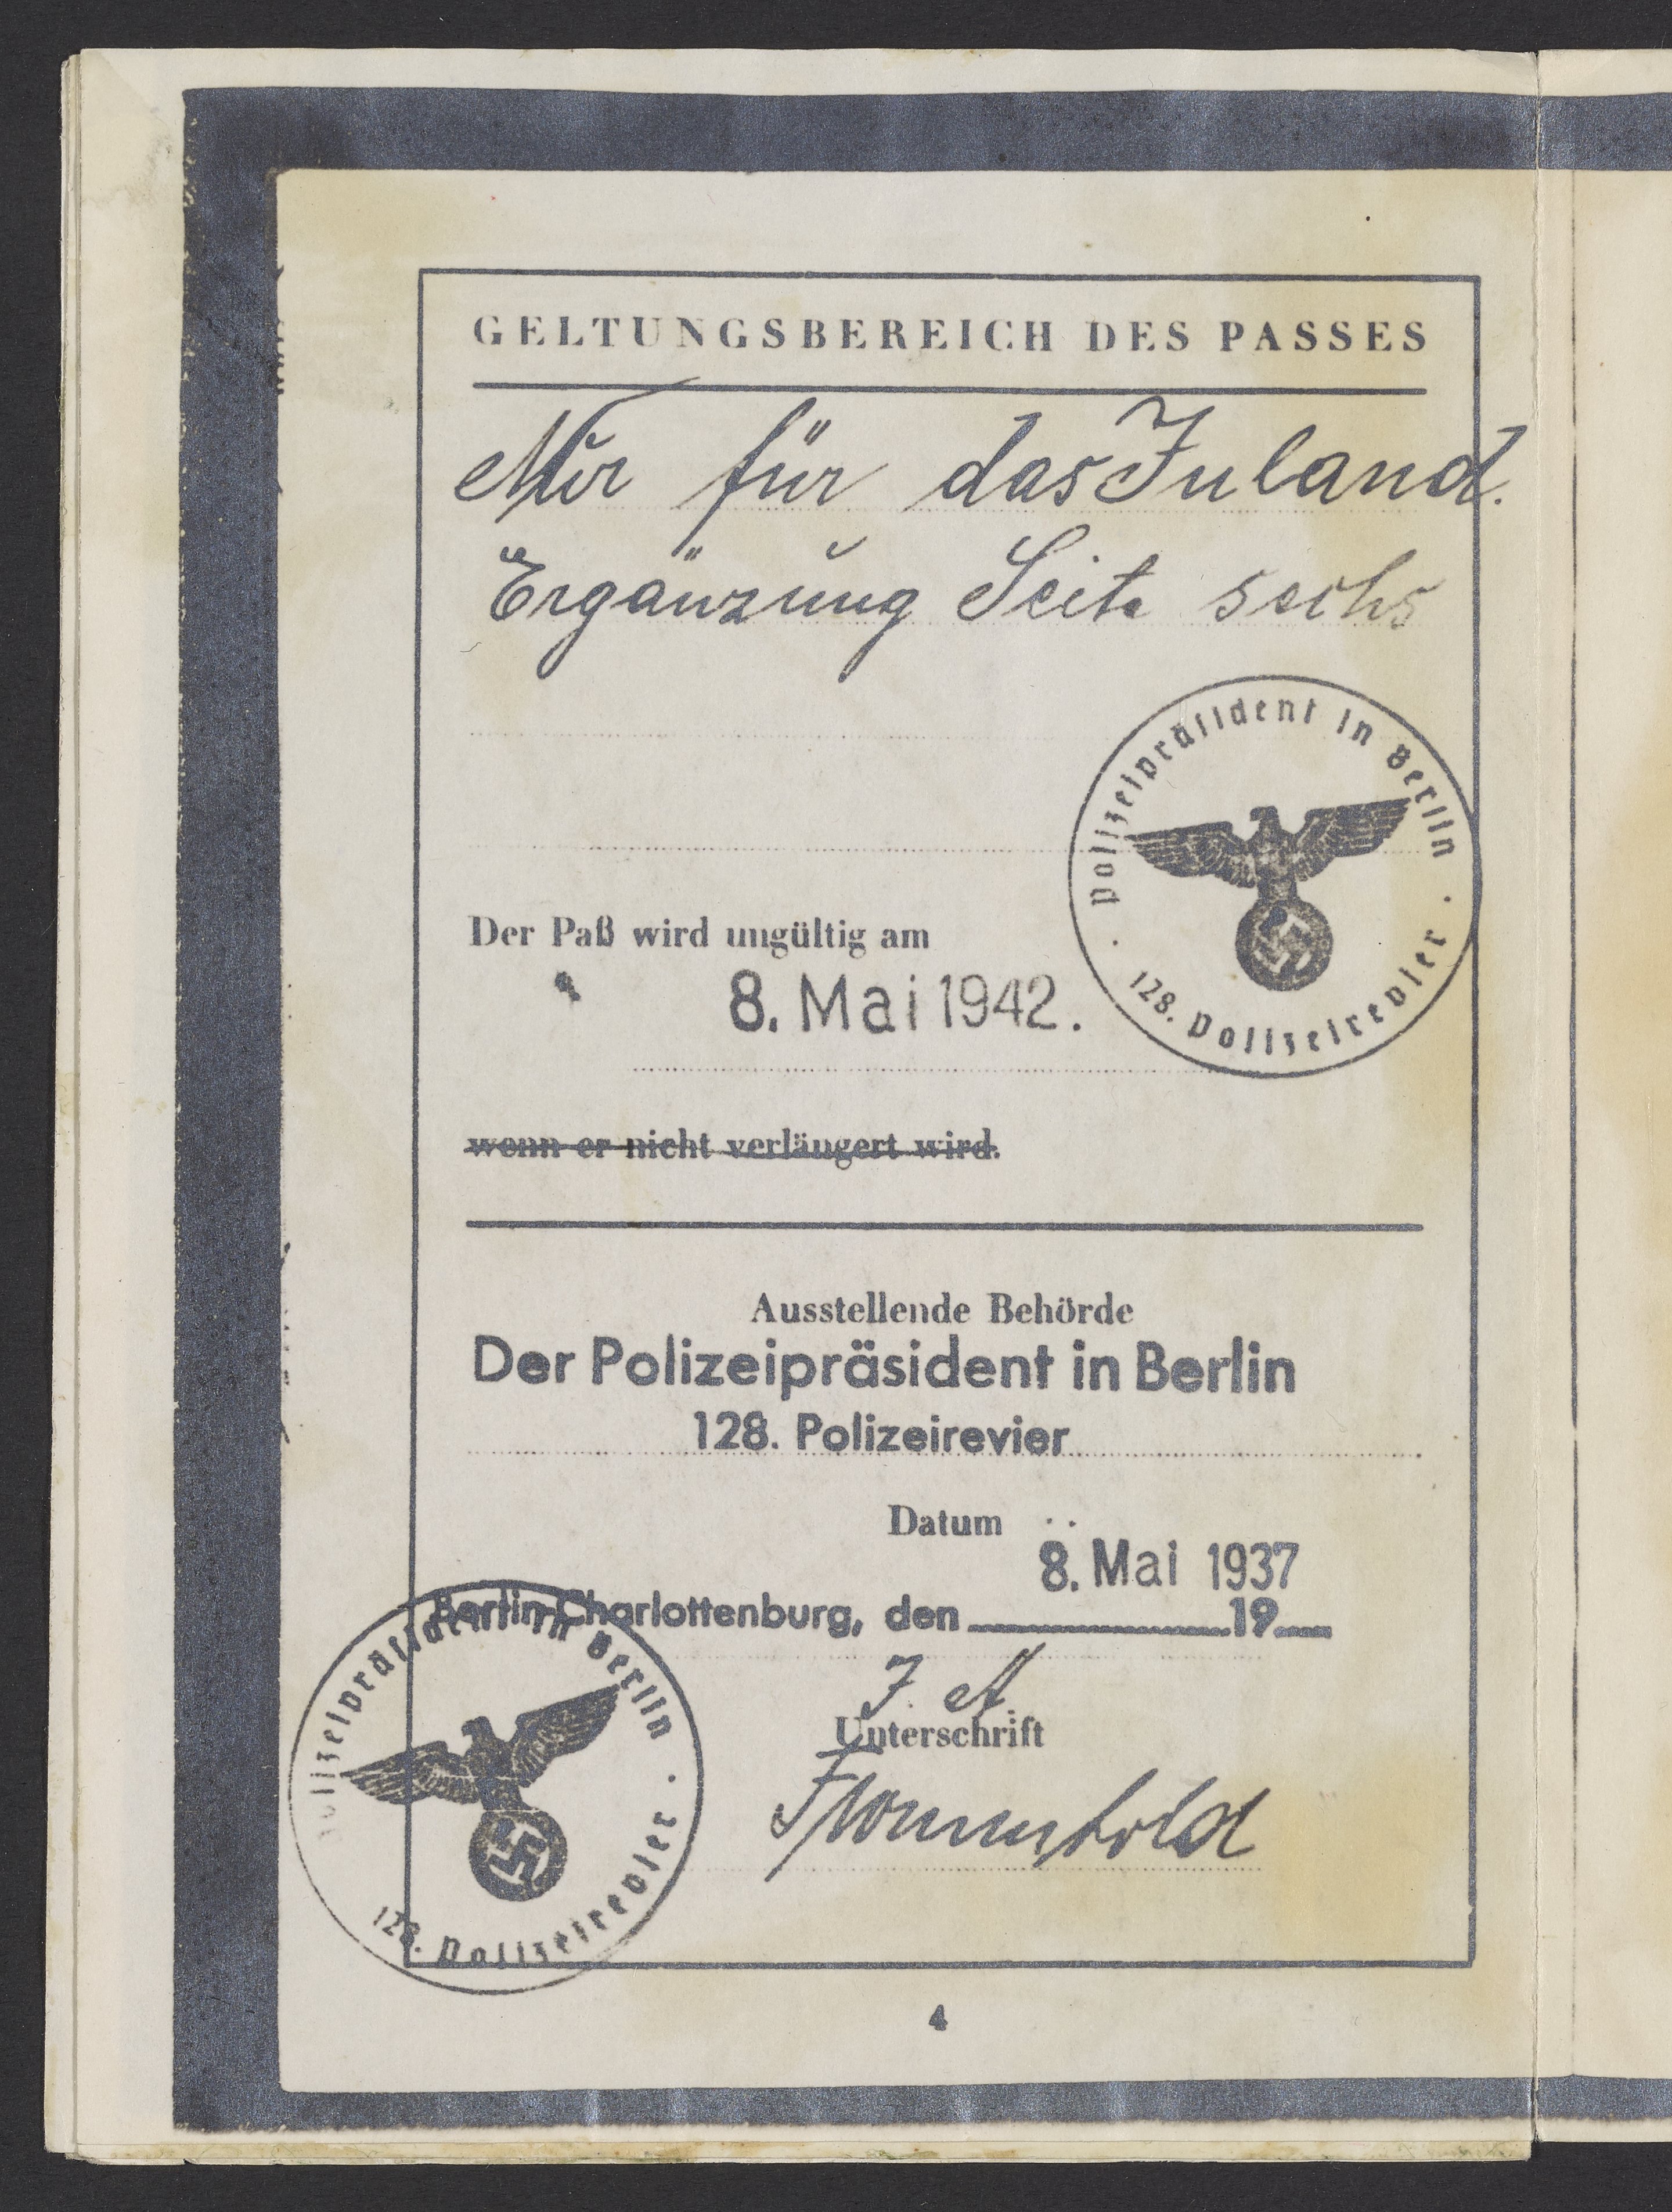 GELTUNGSBEREICH DES PASSES
Nur für das Inland.
Ergänzung Seite sechs
Polizeipräsident in Berlin
128. Polizeirevier
Der Paß wird ungültig am
8. Mai 1942.
wenn er nicht verlängert wird.
Ausstellende Behörde
Der Polizeipräsident in Berlin
128. Polizeirevier
Datum
8. Mai 1937
Berlin-Charlottenburg, den 19
I. A.
Unterschrift
Polizeipräsident in Berlin
128. Polizeirevier
4